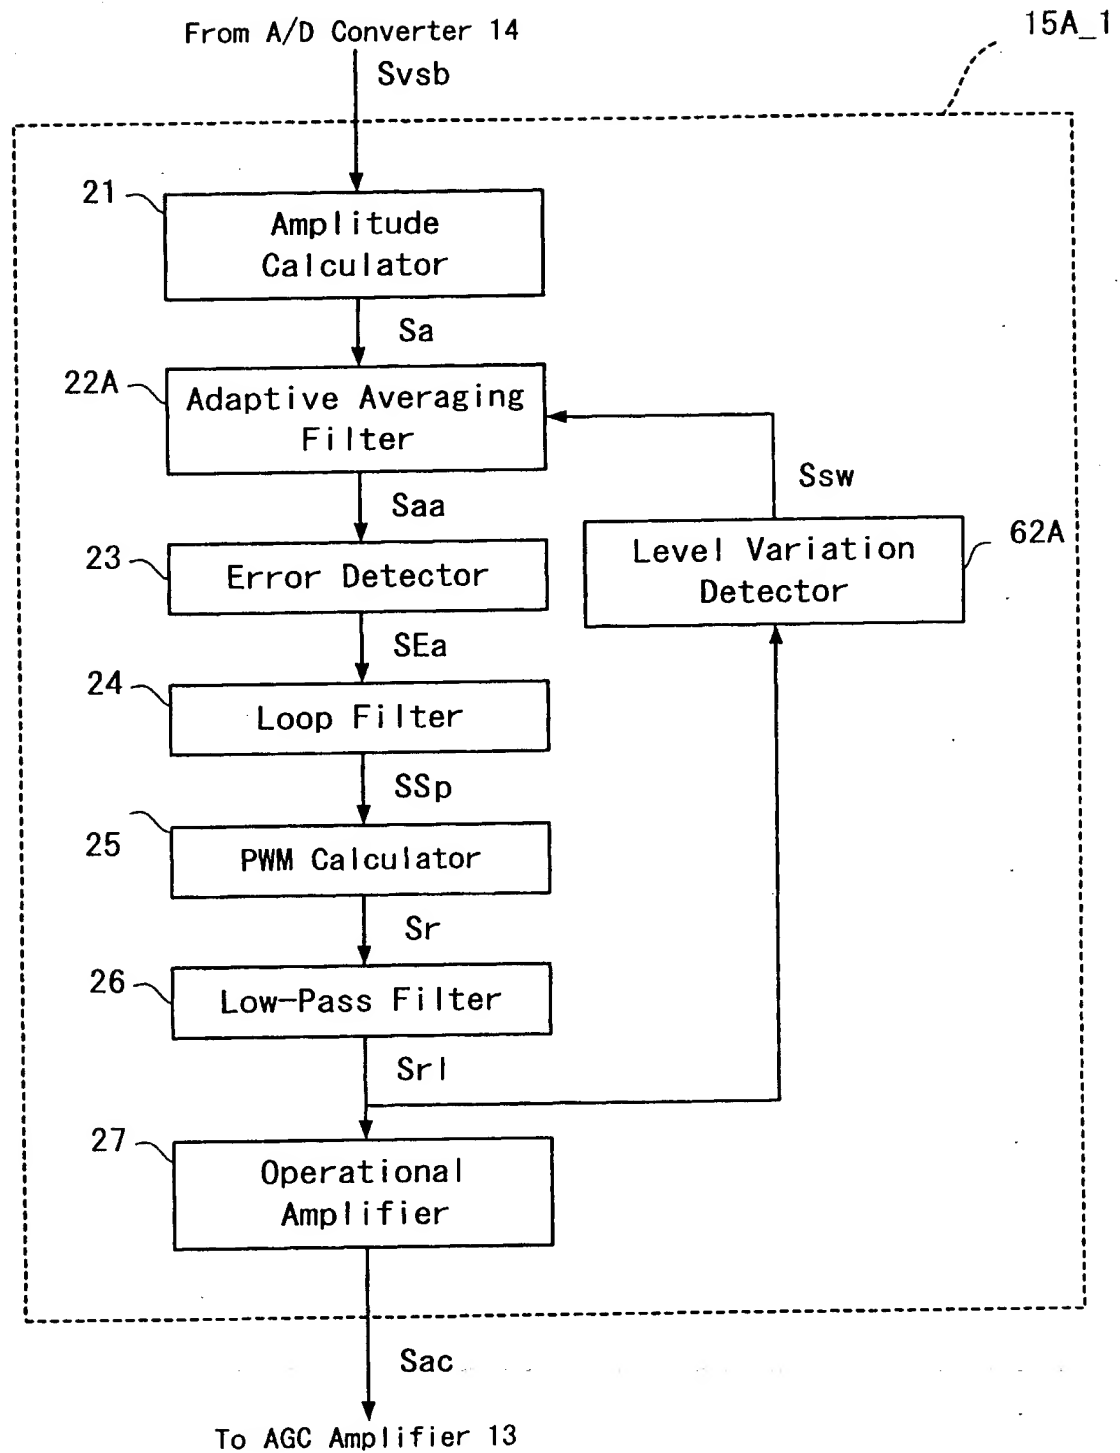 From A/D Converter 14
15A_1
Svsb
21
Amplitude
Calculator
Sa
22A
Adaptive Averaging
Filter
Saa
Ssw
23
Error Detector
Level Variation
Detector
62A
SEa
24
Loop Filter
SSp
25
PWM Calculator
Sr
26
Low-Pass Filter
Srl
27
Operational
Amplifier
Sac
To AGC Amplifier 13